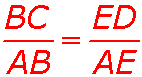 BC/AB = ED/AE